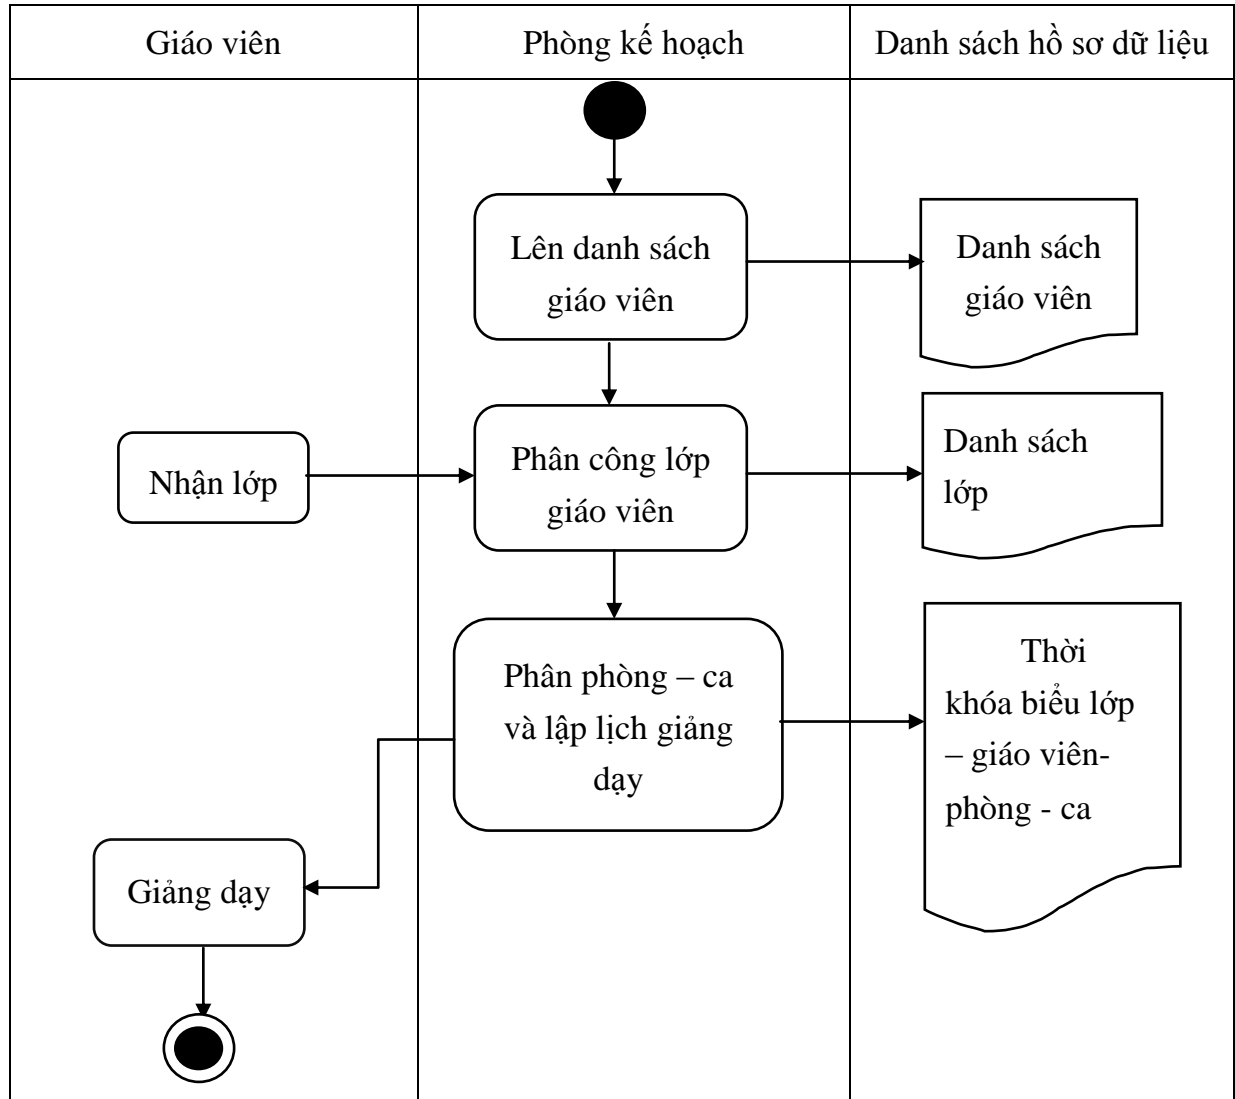 Giáo viên
Phòng kế hoạch
Danh sách hồ sơ dữ liệu
Lên danh sách
giáo viên
Danh sách
giáo viên
Nhận lớp
Phân công lớp
giáo viên
Danh sách
lớp
Phân phòng – ca
và lập lịch giảng
dạy
Thời
khóa biểu lớp
– giáo viên-
phòng - ca
Giảng dạy